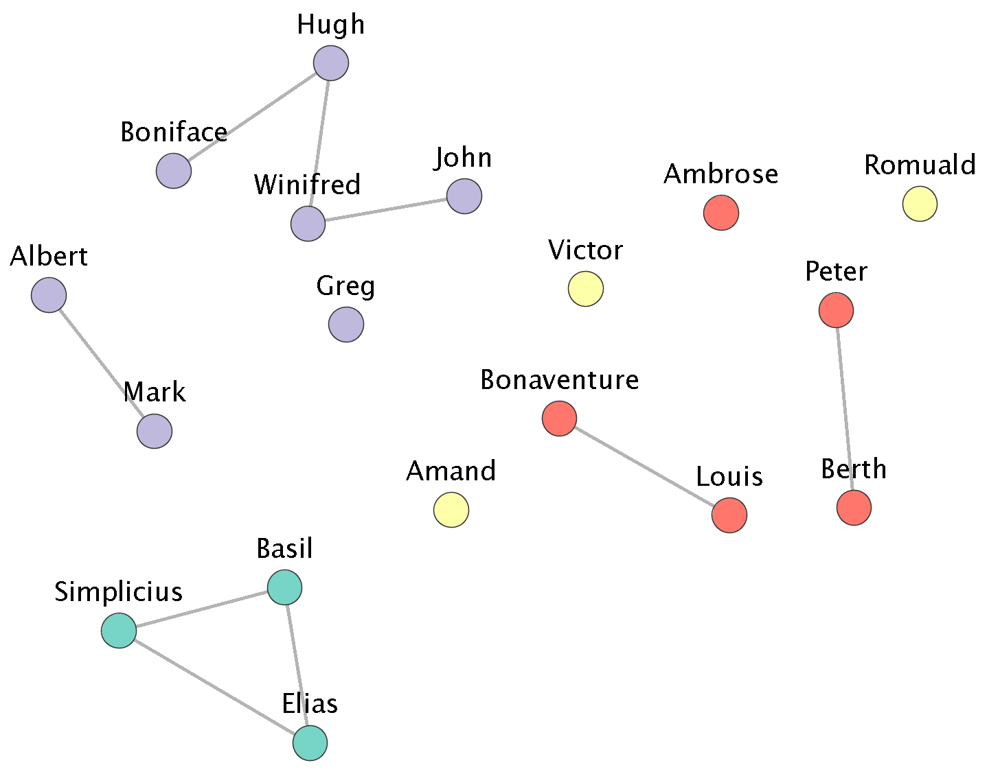 Hugh
Boniface
John
Winifred
Ambrose
Romuald
Albert
Victor
Peter
Greg
Bonaventure
Mark
Amand
Louis
Berth
Basil
Simplicius
Elias